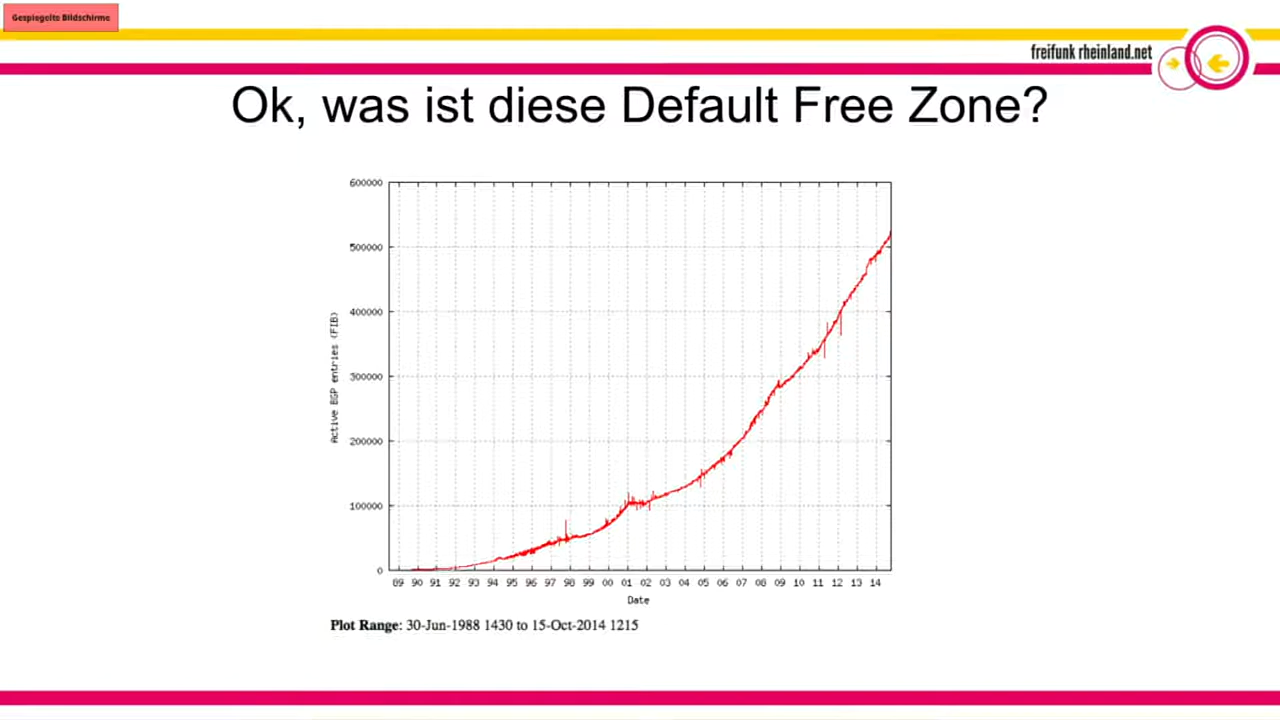 Gespiegelte Bildschirme
freifunk rheinland.net
Ok, was ist diese Default Free Zone?
600000
500000
400000
300000
200000
100000
0
Active BGP entries (FIB)
89 90 91 92 93 94 95 96 97 98 99 00 01 02 03 04 05 06 07 08 09 10 11 12 13 14
Date
Plot Range: 30-Jun-1988 1430 to 15-Oct-2014 1215